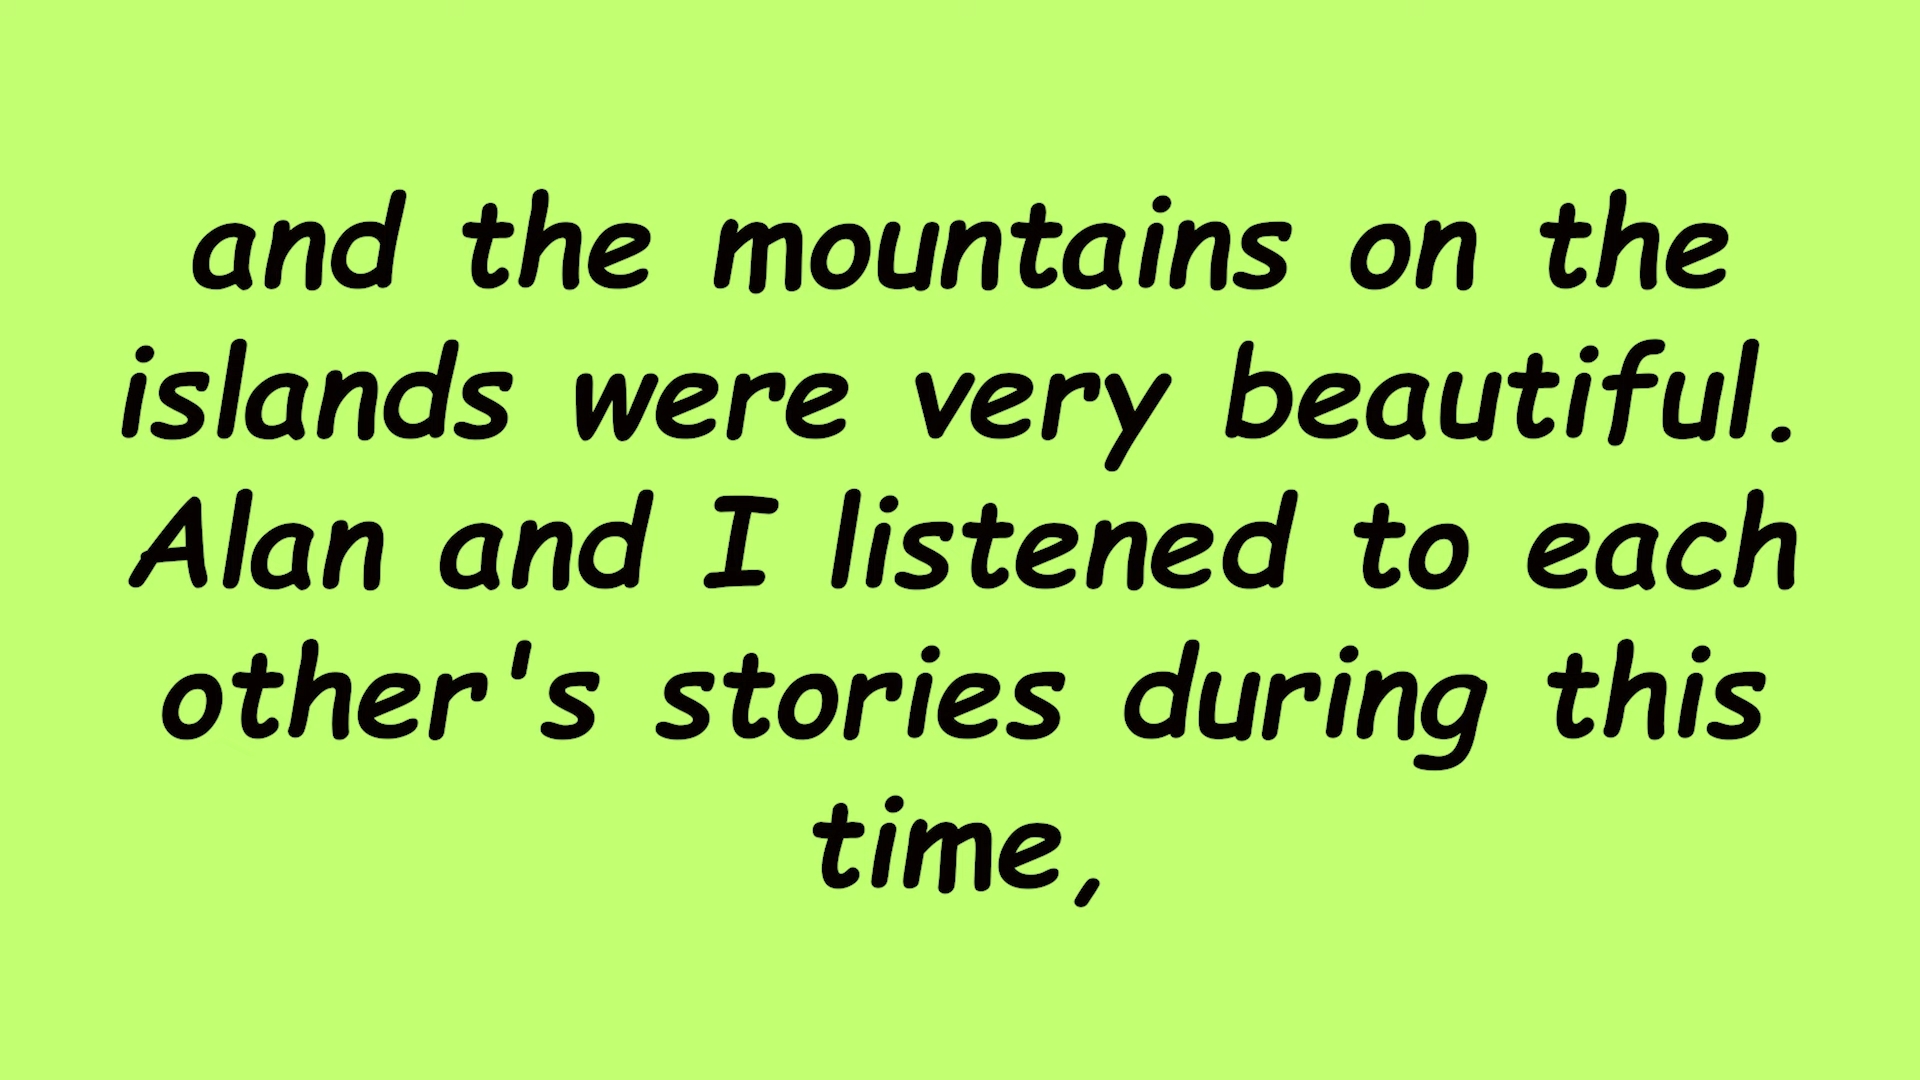 and the mountains on the
islands were very beautiful.
Alan and I listened to each
other's stories during this
time,